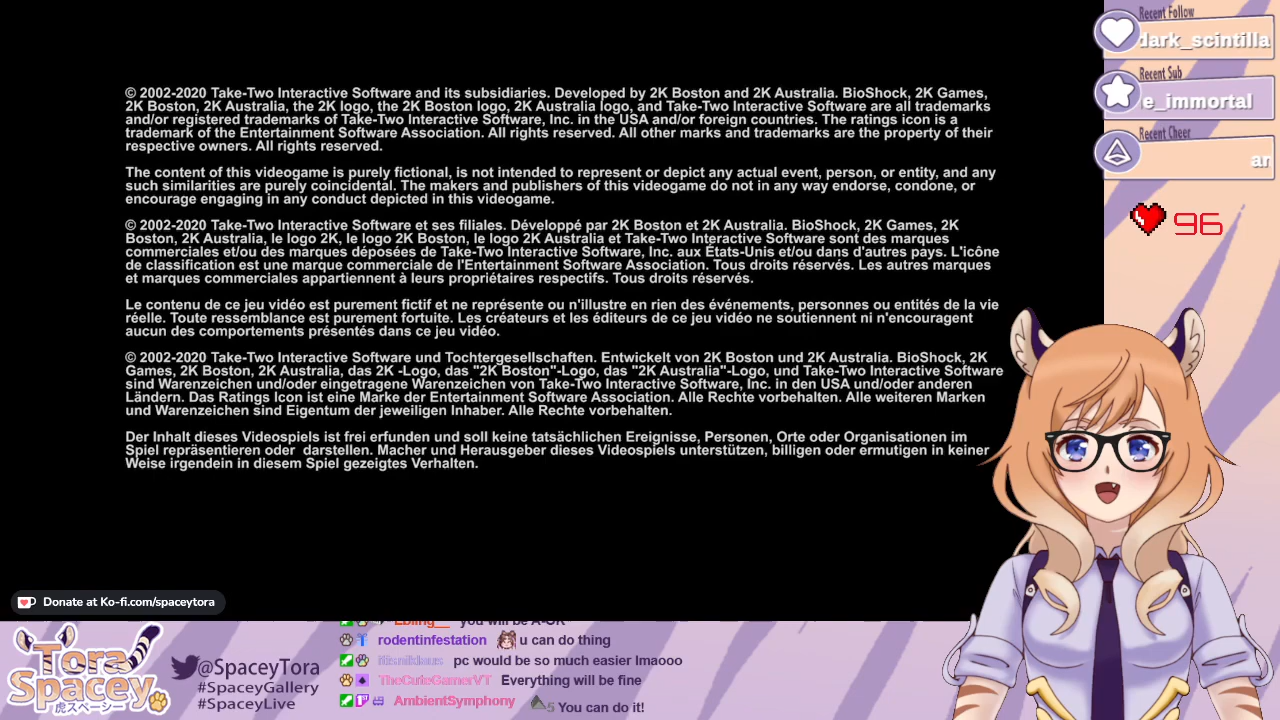 © 2002-2020 Take-Two Interactive Software and its subsidiaries. Developed by 2K Boston and 2K Australia. BioShock, 2K Games,
2K Boston, 2K Australia, the 2K logo, the 2K Boston logo, 2K Australia logo, and Take-Two Interactive Software are all trademarks
and/or registered trademarks of Take-Two Interactive Software, Inc. in the USA and/or foreign countries. The ratings icon is a
trademark of the Entertainment Software Association. All rights reserved. All other marks and trademarks are the property of their
respective owners. All rights reserved.
The content of this videogame is purely fictional, is not intended to represent or depict any actual event, person, or entity, and any
such similarities are purely coincidental. The makers and publishers of this videogame do not in any way endorse, condone, or
encourage engaging in any conduct depicted in this videogame.
© 2002-2020 Take-Two Interactive Software et ses filiales. Développé par 2K Boston et 2K Australia. BioShock, 2K Games, 2K
Boston, 2K Australia, le logo 2K, le logo 2K Boston, le logo 2K Australia et Take-Two Interactive Software sont des marques
commerciales et/ou des marques déposées de Take-Two Interactive Software, Inc. aux États-Unis et/ou dans d'autres pays. L'icône
de classification est une marque commerciale de l'Entertainment Software Association. Tous droits réservés. Les autres marques
et marques commerciales appartiennent à leurs propriétaires respectifs. Tous droits réservés.
Le contenu de ce jeu vidéo est purement fictif et ne représente ou n'illustre en rien des événements, personnes ou entités de la vie
réelle. Toute ressemblance est purement fortuite. Les créateurs et les éditeurs de ce jeu vidéo ne soutiennent ni n'encouragent
aucun des comportements présentés dans ce jeu vidéo.
© 2002-2020 Take-Two Interactive Software und Tochtergesellschaften. Entwickelt von 2K Boston und 2K Australia. BioShock, 2K
Games, 2K Boston, 2K Australia, das 2K -Logo, das "2K Boston"-Logo, das "2K Australia"-Logo, und Take-Two Interactive Software
sind Warenzeichen und/oder eingetragene Warenzeichen von Take-Two Interactive Software, Inc. in den USA und/oder anderen
Ländern. Das Ratings Icon ist eine Marke der Entertainment Software Association. Alle Rechte vorbehalten. Alle weiteren Marken
und Warenzeichen sind Eigentum der jeweiligen Inhaber. Alle Rechte vorbehalten.
Der Inhalt dieses Videospiels ist frei erfunden und soll keine tatsächlichen Ereignisse, Personen, Orte oder Organisationen im
Spiel repräsentieren oder darstellen. Macher und Herausgeber dieses Videospiels unterstützen, billigen oder ermutigen in keiner
Weise irgendein in diesem Spiel gezeigtes Verhalten.
Recent Follow
dark_scintilla
Recent Sub
e_immortal
Recent Cheer
ar
96
Donate at Ko-fi.com/spaceytora
Tora
Spacey
虎スペーシー
@SpaceyTora
#SpaceyGallery
#SpaceyLive
you will be A-OK
rodentinfestation u can do thing
pc would be so much easier lmaooo
TheCuteGamerVT Everything will be fine
AmbientSymphony 5 You can do it!